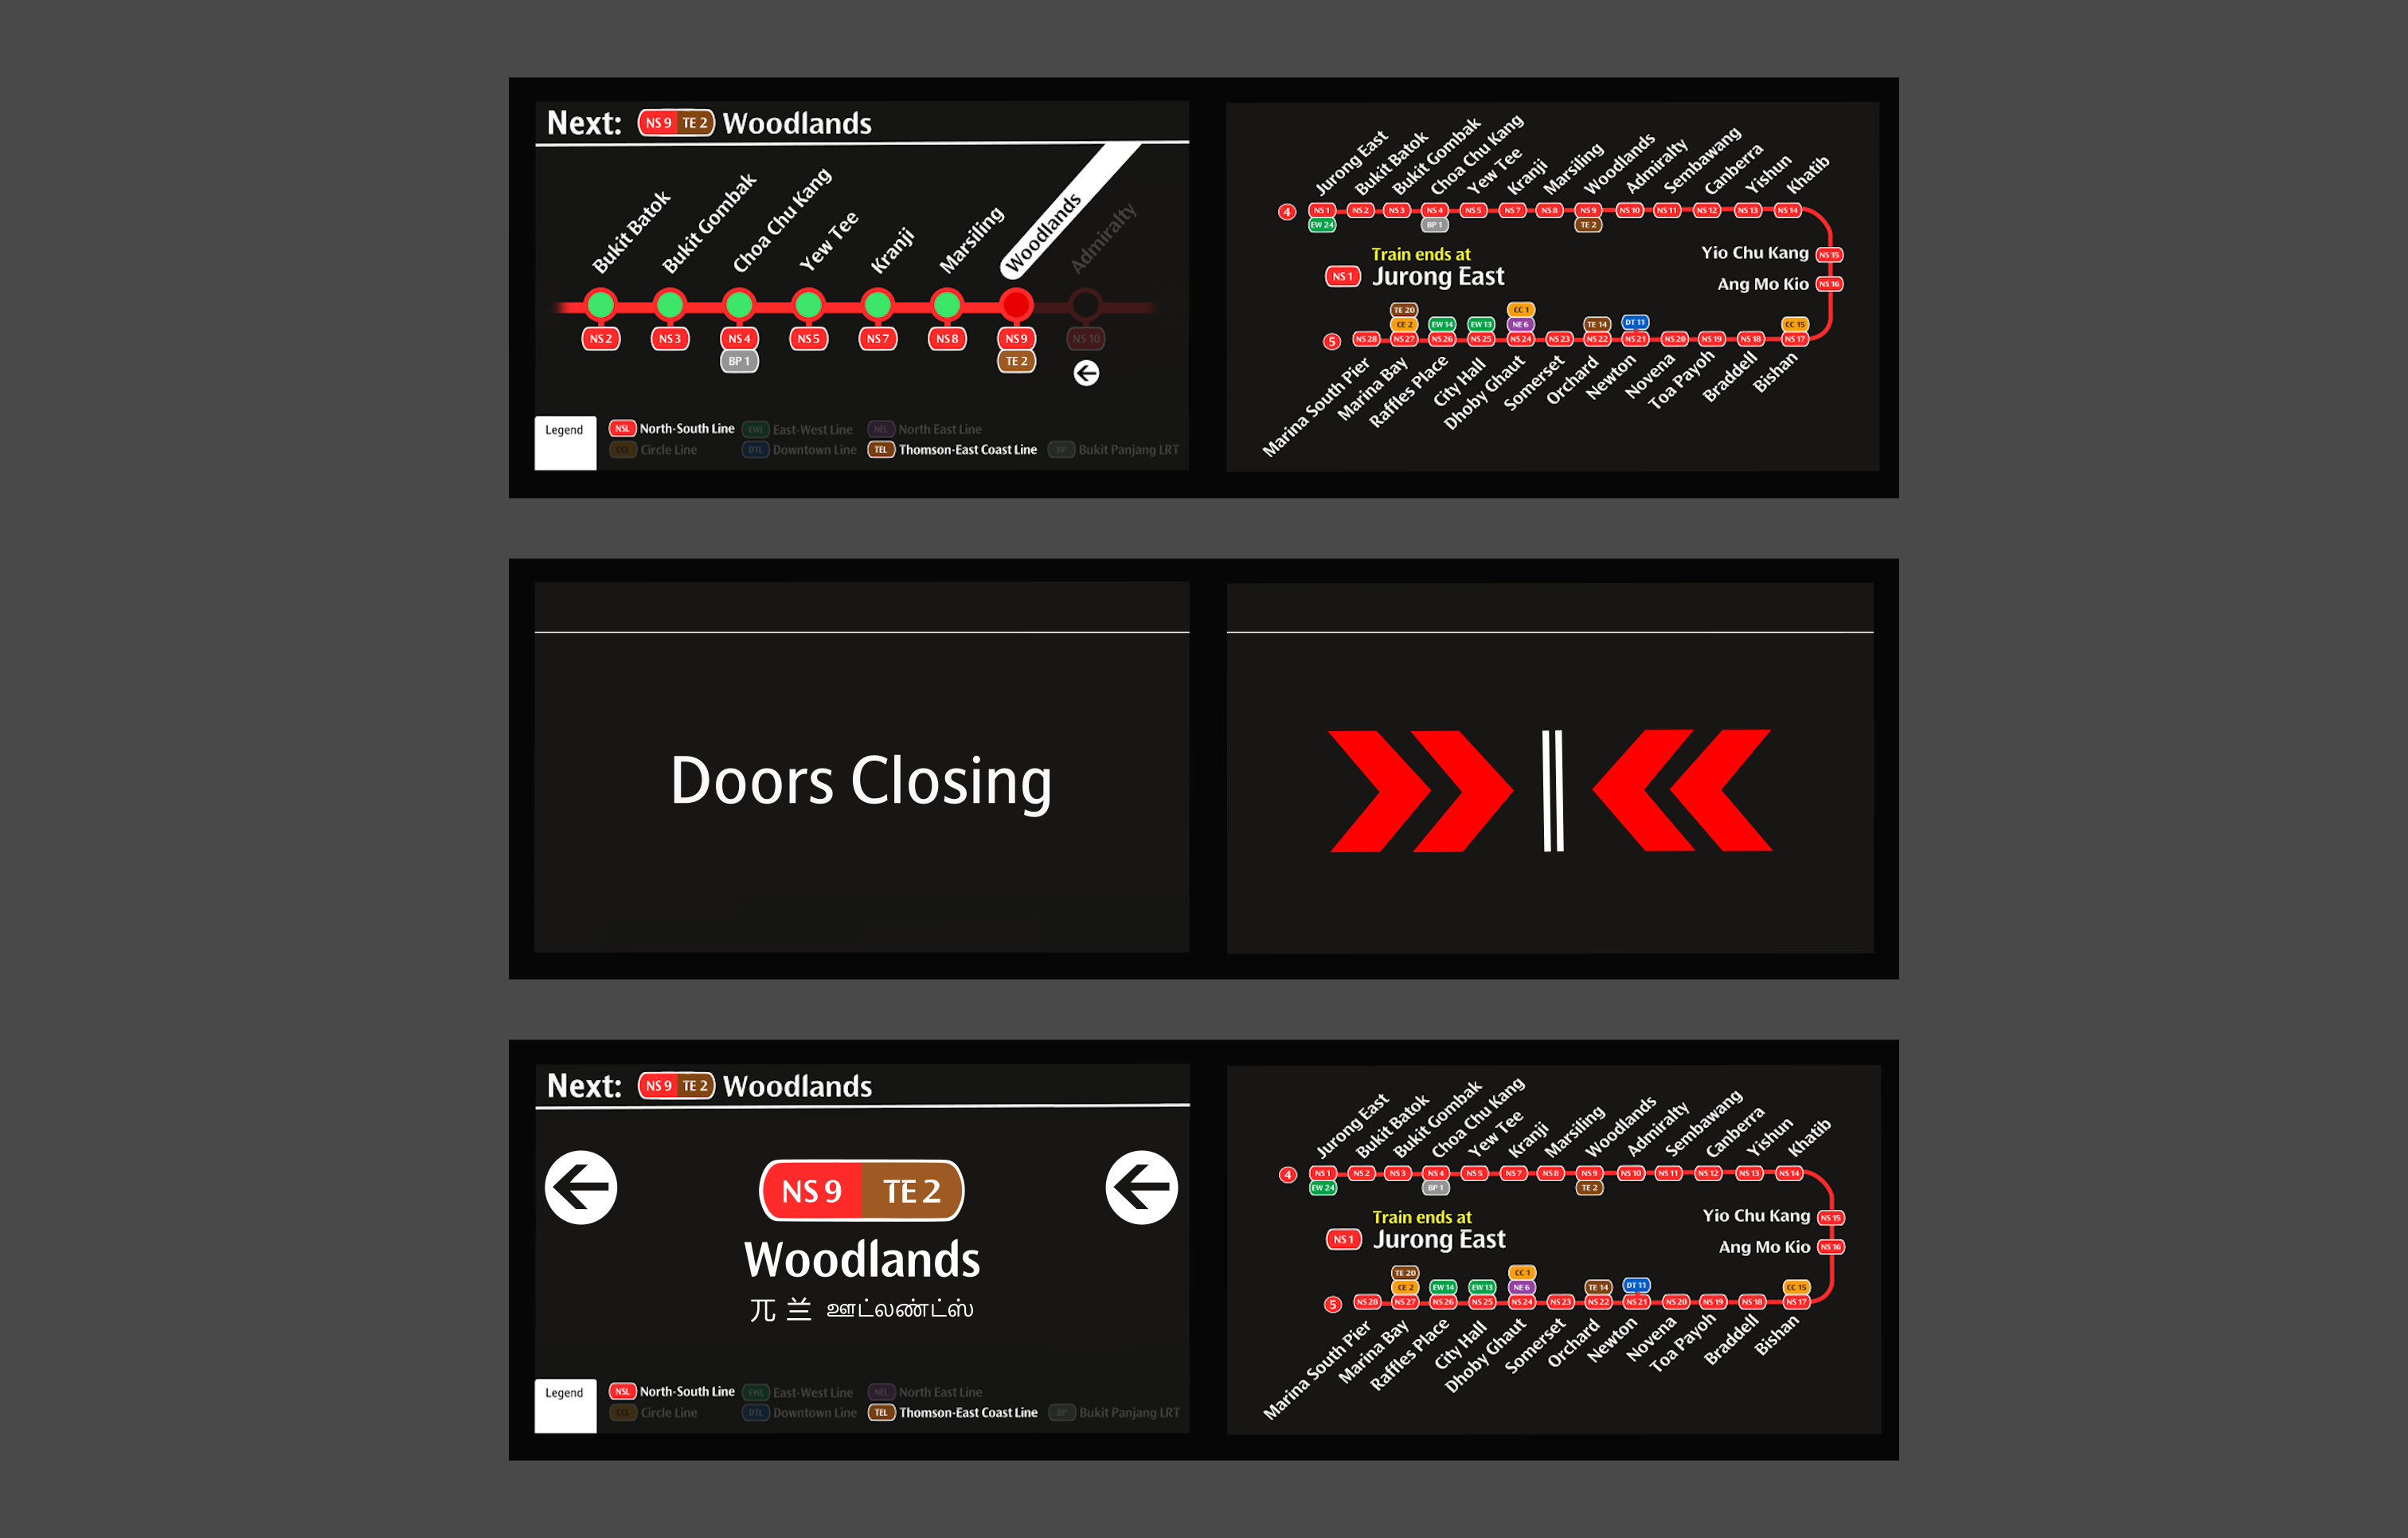 Next: NS 9 TE 2 Woodlands
Bukit Batok
Bukit Gombak
Choa Chu Kang
Yew Tee
Kranji
Marsiling
Woodlands
Admiralty
NS 2 NS 3 NS 4 NS 5 NS 7 NS 8 NS 9 NS 10
BP 1 TE 2
Legend
NSL North-South Line EWL East-West Line NEL North East Line
CCL Circle Line DTL Downtown Line TEL Thomson-East Coast Line BP Bukit Panjang LRT
Jurong East
Bukit Batok
Bukit Gombak
Choa Chu Kang
Yew Tee
Kranji
Marsiling
Woodlands
Admiralty
Sembawang
Canberra
Yishun
Khatib
4 NS 1 NS 2 NS 3 NS 4 NS 5 NS 7 NS 8 NS 9 NS 10 NS 11 NS 12 NS 13 NS 14
EW 24 BP 1 TE 2
Yio Chu Kang NS 15
Train ends at
NS 1 Jurong East
Ang Mo Kio NS 16
TE 20 CC 1
CE 2 EW 14 EW 13 NE 6 TE 14 DT 11 CC 15
5 NS 28 NS 27 NS 26 NS 25 NS 24 NS 23 NS 22 NS 21 NS 20 NS 19 NS 18 NS 17
Marina South Pier
Marina Bay
Raffles Place
City Hall
Dhoby Ghaut
Somerset
Orchard
Newton
Novena
Toa Payoh
Braddell
Bishan
Doors Closing
Next: NS 9 TE 2 Woodlands
NS 9 TE 2
Woodlands
兀 兰 ஊட்லண்ட்ஸ்
Legend
NSL North-South Line EWL East-West Line NEL North East Line
CCL Circle Line DTL Downtown Line TEL Thomson-East Coast Line BP Bukit Panjang LRT
Jurong East
Bukit Batok
Bukit Gombak
Choa Chu Kang
Yew Tee
Kranji
Marsiling
Woodlands
Admiralty
Sembawang
Canberra
Yishun
Khatib
4 NS 1 NS 2 NS 3 NS 4 NS 5 NS 7 NS 8 NS 9 NS 10 NS 11 NS 12 NS 13 NS 14
EW 24 BP 1 TE 2
Yio Chu Kang NS 15
Train ends at
NS 1 Jurong East
Ang Mo Kio NS 16
TE 20 CC 1
CE 2 EW 14 EW 13 NE 6 TE 14 DT 11 CC 15
5 NS 28 NS 27 NS 26 NS 25 NS 24 NS 23 NS 22 NS 21 NS 20 NS 19 NS 18 NS 17
Marina South Pier
Marina Bay
Raffles Place
City Hall
Dhoby Ghaut
Somerset
Orchard
Newton
Novena
Toa Payoh
Braddell
Bishan